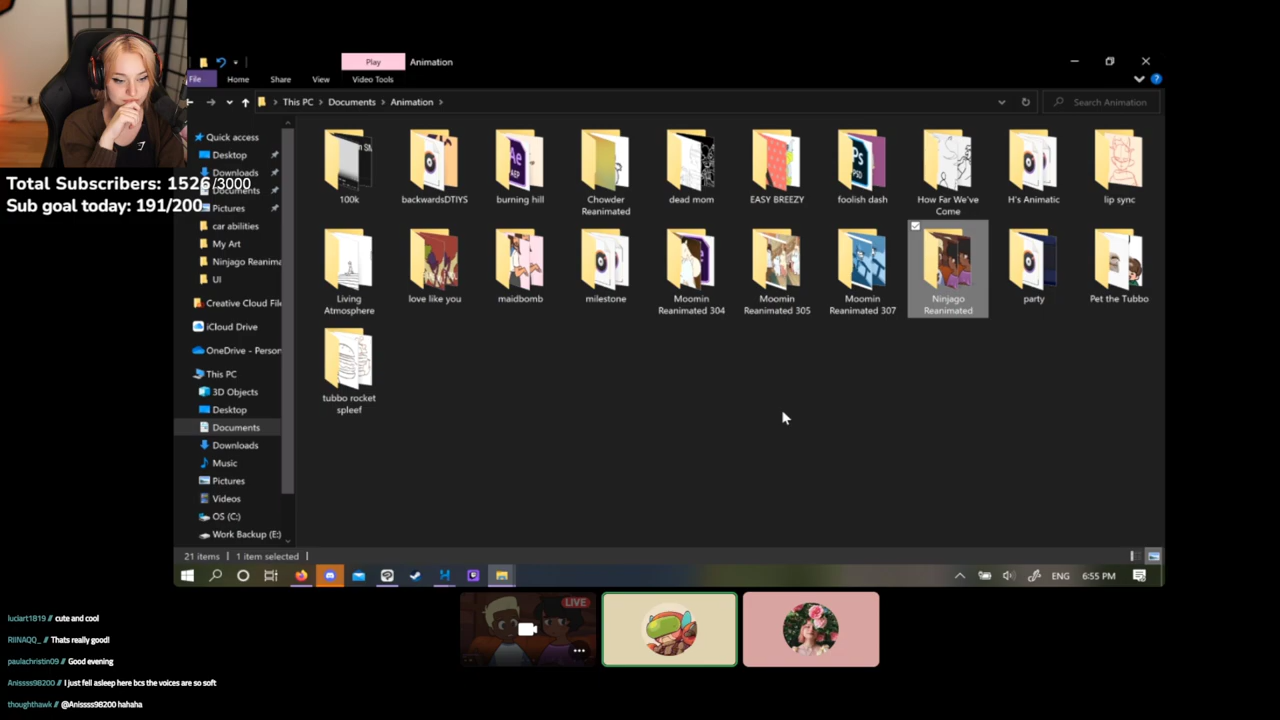 Play
Animation
File
Home
Share
View
Video Tools
This PC
Documents
Animation
Search Animation
Quick access
Desktop
Downloads
Documents
Pictures
car abilities
My Art
Ninjago Reanima
UI
Creative Cloud File
iCloud Drive
OneDrive - Person
This PC
3D Objects
Desktop
Documents
Downloads
Music
Pictures
Videos
OS (C:)
Work Backup (E:)
Total Subscribers: 1526/3000
Sub goal today: 191/200
100k
backwardsDTIYS
burning hill
Chowder
Reanimated
dead mom
EASY BREEZY
foolish dash
How Far We've
Come
H's Animatic
lip sync
Living
Atmosphere
love like you
maidbomb
milestone
Moomin
Reanimated 304
Moomin
Reanimated 305
Moomin
Reanimated 307
Ninjago
Reanimated
party
Pet the Tubbo
tubbo rocket
spleef
21 items
1 item selected
ENG
6:55 PM
LIVE
luciart1819 // cute and cool
RIINAQQ_ // Thats really good!
paulachristin09 // Good evening
Anissss98200 // I just fell asleep here bcs the voices are so soft
thoughthawk // @Anissss98200 hahaha